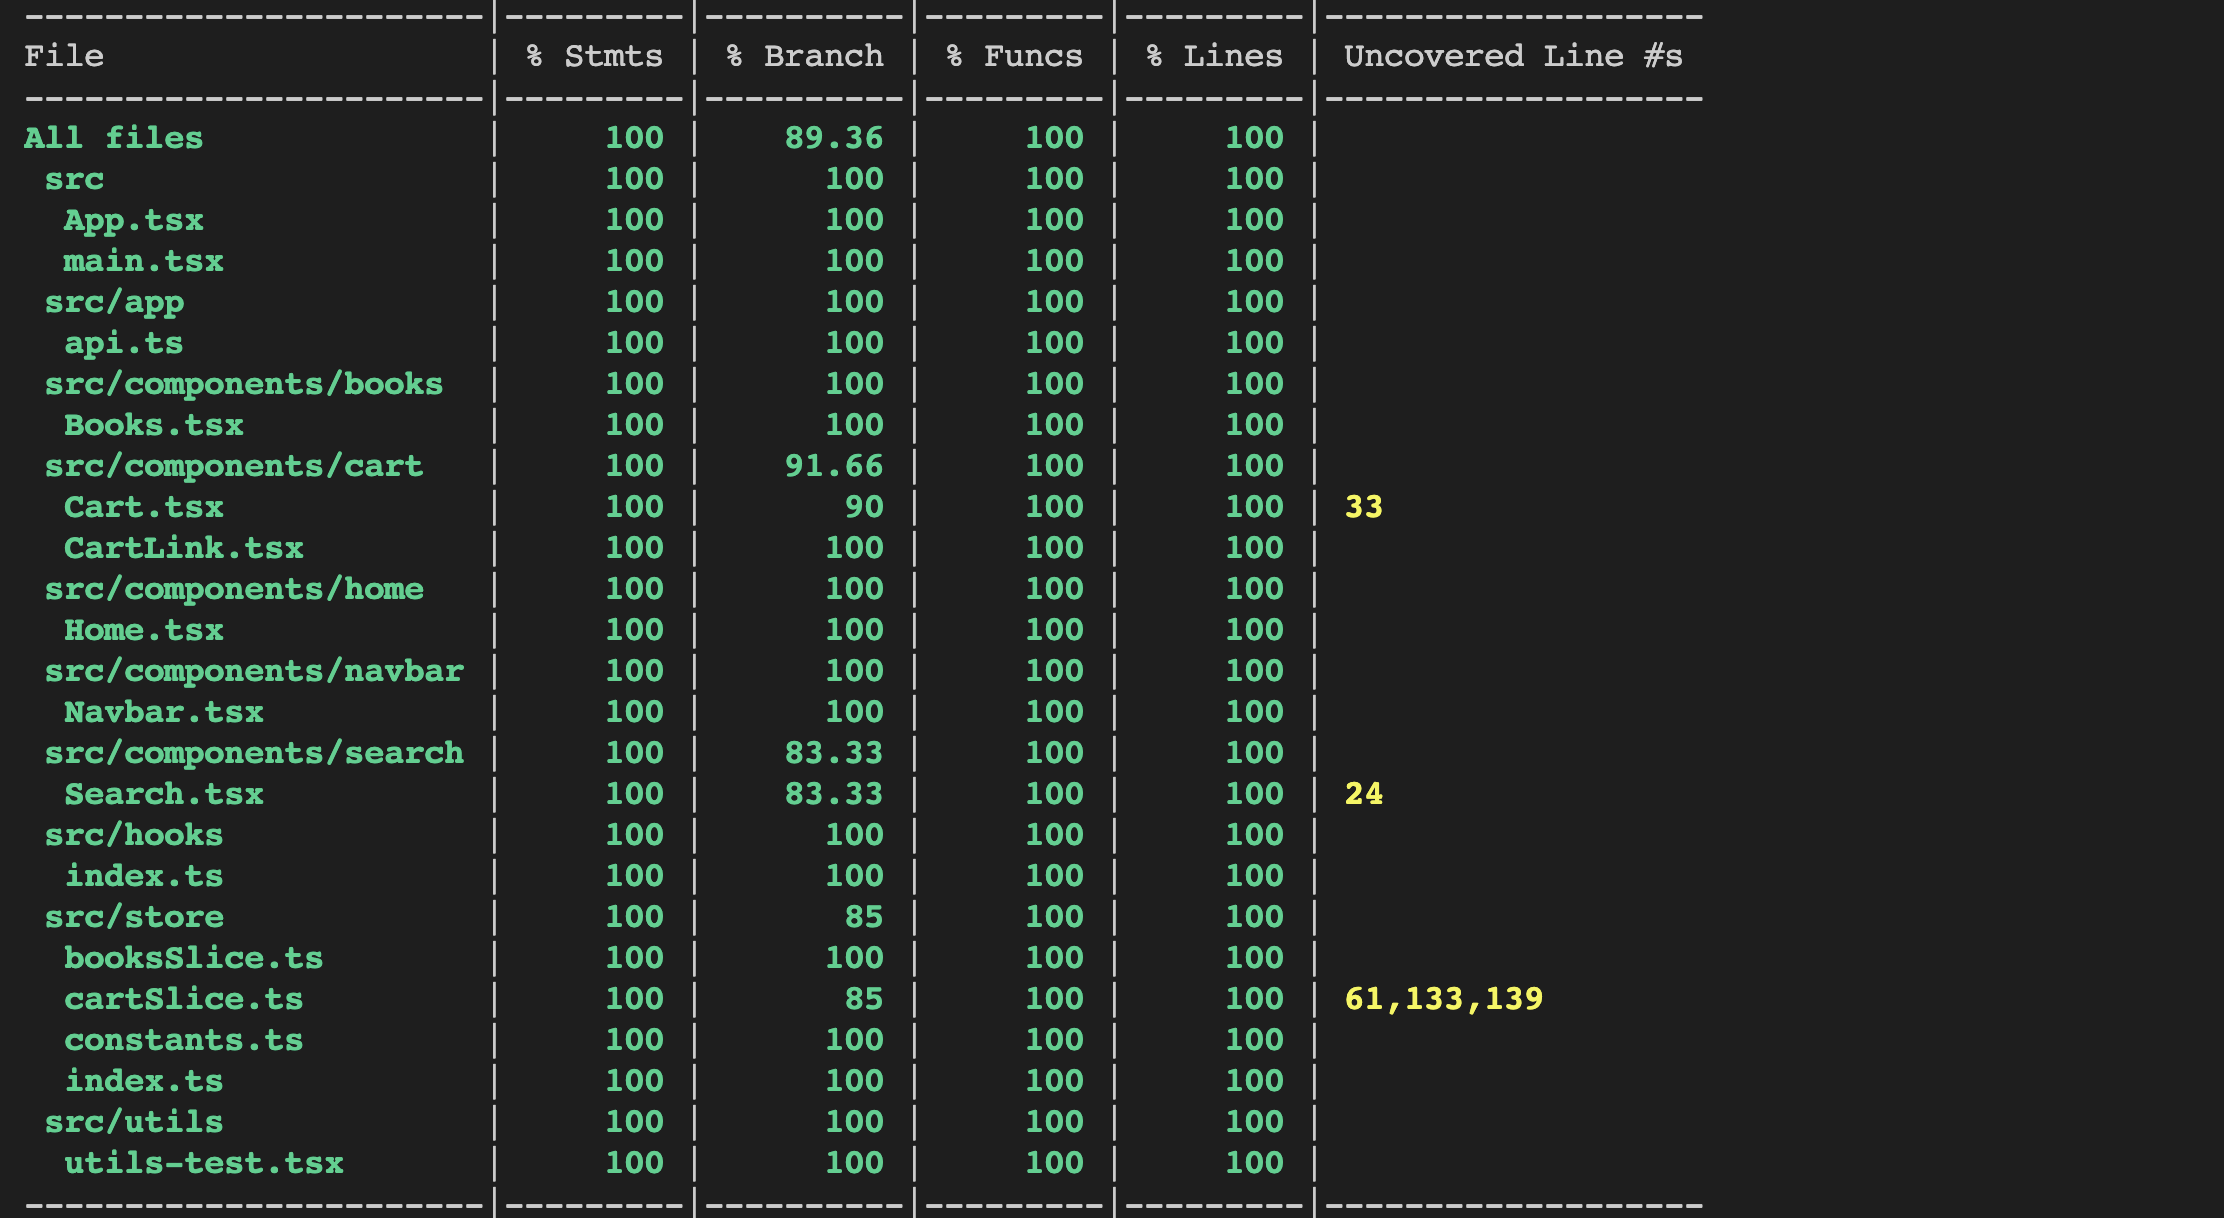 -----------------------|---------|----------|---------|---------|-------------------
File                   | % Stmts | % Branch | % Funcs | % Lines | Uncovered Line #s
-----------------------|---------|----------|---------|---------|-------------------
All files              |     100 |    89.36 |     100 |     100 |
 src                   |     100 |      100 |     100 |     100 |
  App.tsx              |     100 |      100 |     100 |     100 |
  main.tsx             |     100 |      100 |     100 |     100 |
 src/app               |     100 |      100 |     100 |     100 |
  api.ts               |     100 |      100 |     100 |     100 |
 src/components/books  |     100 |      100 |     100 |     100 |
  Books.tsx            |     100 |      100 |     100 |     100 |
 src/components/cart   |     100 |    91.66 |     100 |     100 |
  Cart.tsx             |     100 |       90 |     100 |     100 | 33
  CartLink.tsx         |     100 |      100 |     100 |     100 |
 src/components/home   |     100 |      100 |     100 |     100 |
  Home.tsx             |     100 |      100 |     100 |     100 |
 src/components/navbar |     100 |      100 |     100 |     100 |
  Navbar.tsx           |     100 |      100 |     100 |     100 |
 src/components/search |     100 |    83.33 |     100 |     100 |
  Search.tsx           |     100 |    83.33 |     100 |     100 | 24
 src/hooks             |     100 |      100 |     100 |     100 |
  index.ts             |     100 |      100 |     100 |     100 |
 src/store             |     100 |       85 |     100 |     100 |
  booksSlice.ts        |     100 |      100 |     100 |     100 |
  cartSlice.ts         |     100 |       85 |     100 |     100 | 61,133,139
  constants.ts         |     100 |      100 |     100 |     100 |
  index.ts             |     100 |      100 |     100 |     100 |
 src/utils             |     100 |      100 |     100 |     100 |
  utils-test.tsx       |     100 |      100 |     100 |     100 |
-----------------------|---------|----------|---------|---------|-------------------